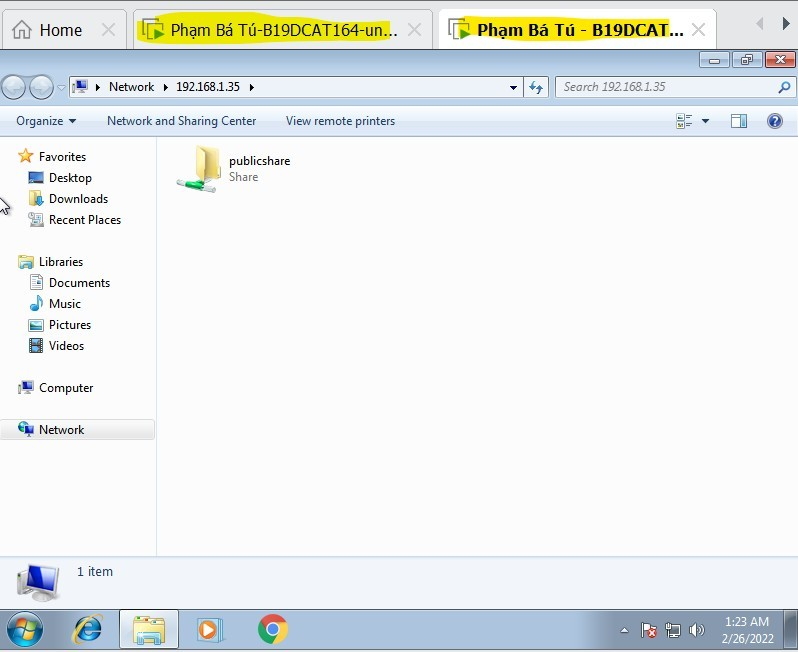 Home
Phạm Bá Tú-B19DCAT164-un...
Phạm Bá Tú - B19DCAT...
Network
192.168.1.35
Search 192.168.1.35
Organize
Network and Sharing Center
View remote printers
Favorites
Desktop
Downloads
Recent Places
Libraries
Documents
Music
Pictures
Videos
Computer
Network
publicshare
Share
1 item
1:23 AM
2/26/2022